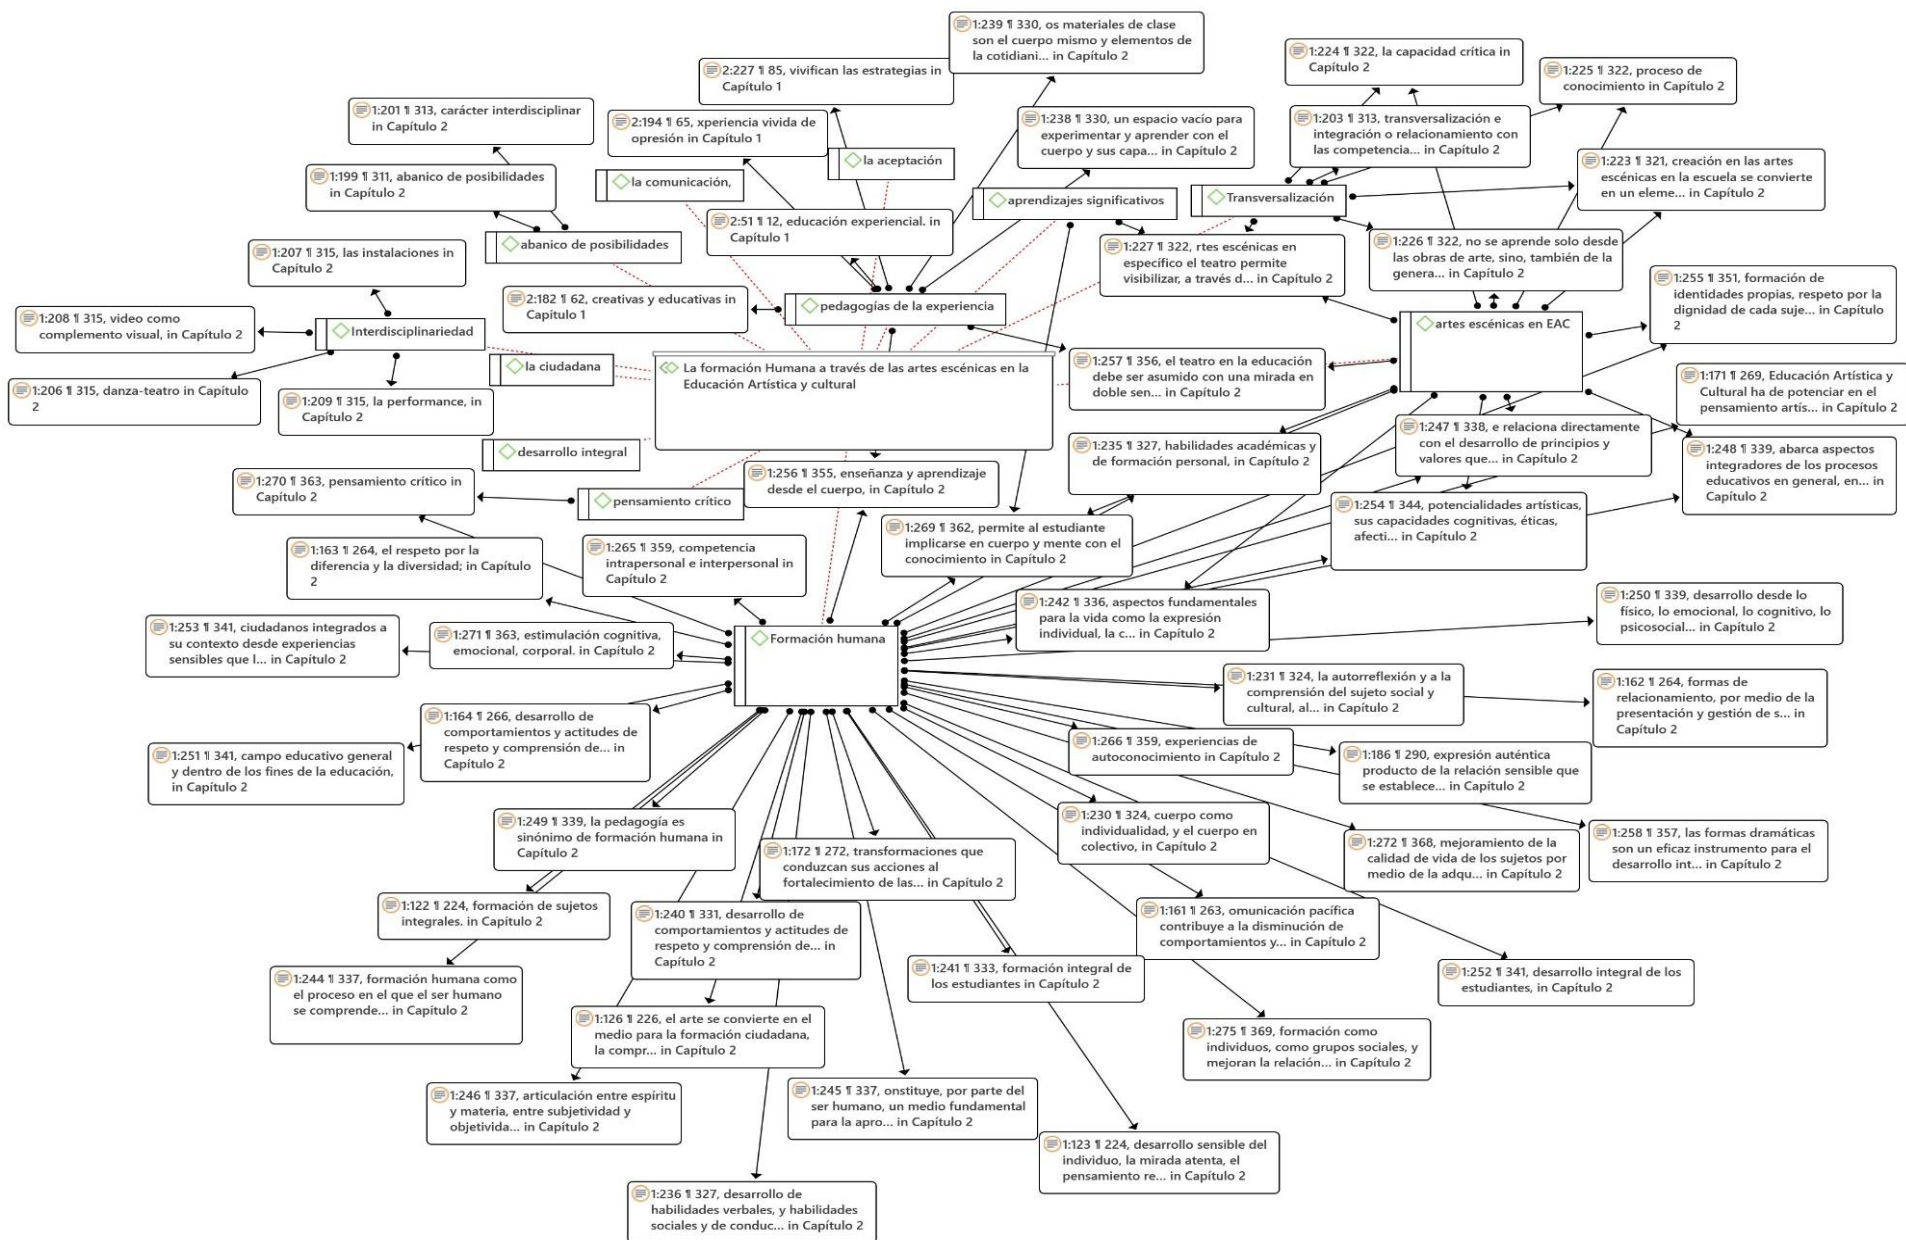 1:239 ¶ 330, os materiales de clase
son el cuerpo mismo y elementos de
la cotidiani... in Capítulo 2
1:224 ¶ 322, la capacidad crítica in
Capítulo 2
2:227 ¶ 85, vivifican las estrategias in
Capítulo 1
1:225 ¶ 322, proceso de
conocimiento in Capítulo 2
1:201 ¶ 313, carácter interdisciplinar
in Capítulo 2
2:194 ¶ 65, xperiencia vivida de
opresión in Capítulo 1
1:238 ¶ 330, un espacio vacío para
experimentar y aprender con el
cuerpo y sus capa... in Capítulo 2
1:203 ¶ 313, transversalización e
integración o relacionamiento con
las competencia... in Capítulo 2
la aceptación
1:223 ¶ 321, creación en las artes
escénicas en la escuela se convierte
en un eleme... in Capítulo 2
1:199 ¶ 311, abanico de posibilidades
in Capítulo 2
la comunicación,
aprendizajes significativos
Transversalización
2:51 ¶ 12, educación experiencial. in
Capítulo 1
abanico de posibilidades
1:227 ¶ 322, rtes escénicas en
específico el teatro permite
visibilizar, a través d... in Capítulo 2
1:226 ¶ 322, no se aprende solo desde
las obras de arte, sino, también de la
genera... in Capítulo 2
1:207 ¶ 315, las instalaciones in
Capítulo 2
1:255 ¶ 351, formación de
identidades propias, respeto por la
dignidad de cada suje... in Capítulo
2
2:182 ¶ 62, creativas y educativas in
Capítulo 1
pedagogías de la experiencia
1:208 ¶ 315, video como
complemento visual, in Capítulo 2
Interdisciplinariedad
artes escénicas en EAC
la ciudadana
La formación Humana a través de las artes escénicas en la
Educación Artística y cultural
1:257 ¶ 356, el teatro en la educación
debe ser asumido con una mirada en
doble sen... in Capítulo 2
1:206 ¶ 315, danza-teatro in Capítulo
2
1:209 ¶ 315, la performance, in
Capítulo 2
1:171 ¶ 269, Educación Artística y
Cultural ha de potenciar en el
pensamiento artís... in Capítulo 2
desarrollo integral
1:235 ¶ 327, habilidades académicas y
de formación personal, in Capítulo 2
1:247 ¶ 338, e relaciona directamente
con el desarrollo de principios y
valores que... in Capítulo 2
1:248 ¶ 339, abarca aspectos
integradores de los procesos
educativos en general, en... in
Capítulo 2
1:270 ¶ 363, pensamiento crítico in
Capítulo 2
pensamiento crítico
1:256 ¶ 355, enseñanza y aprendizaje
desde el cuerpo, in Capítulo 2
1:254 ¶ 344, potencialidades artísticas,
sus capacidades cognitivas, éticas,
afecti... in Capítulo 2
1:163 ¶ 264, el respeto por la
diferencia y la diversidad; in Capítulo
2
1:265 ¶ 359, competencia
intrapersonal e interpersonal in
Capítulo 2
1:269 ¶ 362, permite al estudiante
implicarse en cuerpo y mente con el
conocimiento in Capítulo 2
1:242 ¶ 336, aspectos fundamentales
para la vida como la expresión
individual, la c... in Capítulo 2
1:250 ¶ 339, desarrollo desde lo
físico, lo emocional, lo cognitivo, lo
psicosocial... in Capítulo 2
1:253 ¶ 341, ciudadanos integrados a
su contexto desde experiencias
sensibles que l... in Capítulo 2
1:271 ¶ 363, estimulación cognitiva,
emocional, corporal. in Capítulo 2
Formación humana
1:231 ¶ 324, la autorreflexión y a la
comprensión del sujeto social y
cultural, al... in Capítulo 2
1:162 ¶ 264, formas de
relacionamiento, por medio de la
presentación y gestión de s... in
Capítulo 2
1:164 ¶ 266, desarrollo de
comportamientos y actitudes de
respeto y comprensión de... in
Capítulo 2
1:251 ¶ 341, campo educativo general
y dentro de los fines de la educación,
in Capítulo 2
1:266 ¶ 359, experiencias de
autoconocimiento in Capítulo 2
1:186 ¶ 290, expresión auténtica
producto de la relación sensible que
se establece... in Capítulo 2
1:249 ¶ 339, la pedagogía es
sinónimo de formación humana in
Capítulo 2
1:230 ¶ 324, cuerpo como
individualidad, y el cuerpo en
colectivo, in Capítulo 2
1:272 ¶ 368, mejoramiento de la
calidad de vida de los sujetos por
medio de la adqu... in Capítulo 2
1:258 ¶ 357, las formas dramáticas
son un eficaz instrumento para el
desarrollo int... in Capítulo 2
1:172 ¶ 272, transformaciones que
conduzcan sus acciones al
fortalecimiento de las... in Capítulo 2
1:122 ¶ 224, formación de sujetos
integrales. in Capítulo 2
1:240 ¶ 331, desarrollo de
comportamientos y actitudes de
respeto y comprensión de... in
Capítulo 2
1:161 ¶ 263, omunicación pacífica
contribuye a la disminución de
comportamientos y... in Capítulo 2
1:244 ¶ 337, formación humana como
el proceso en el que el ser humano
se comprende... in Capítulo 2
1:241 ¶ 333, formación integral de
los estudiantes in Capítulo 2
1:252 ¶ 341, desarrollo integral de los
estudiantes, in Capítulo 2
1:126 ¶ 226, el arte se convierte en el
medio para la formación ciudadana,
la compr... in Capítulo 2
1:275 ¶ 369, formación como
individuos, como grupos sociales, y
mejoran la relación... in Capítulo 2
1:246 ¶ 337, articulación entre espíritu
y materia, entre subjetividad y
objetivida... in Capítulo 2
1:245 ¶ 337, onstituye, por parte del
ser humano, un medio fundamental
para la apro... in Capítulo 2
1:123 ¶ 224, desarrollo sensible del
individuo, la mirada atenta, el
pensamiento re... in Capítulo 2
1:236 ¶ 327, desarrollo de
habilidades verbales, y habilidades
sociales y de conduc... in Capítulo 2